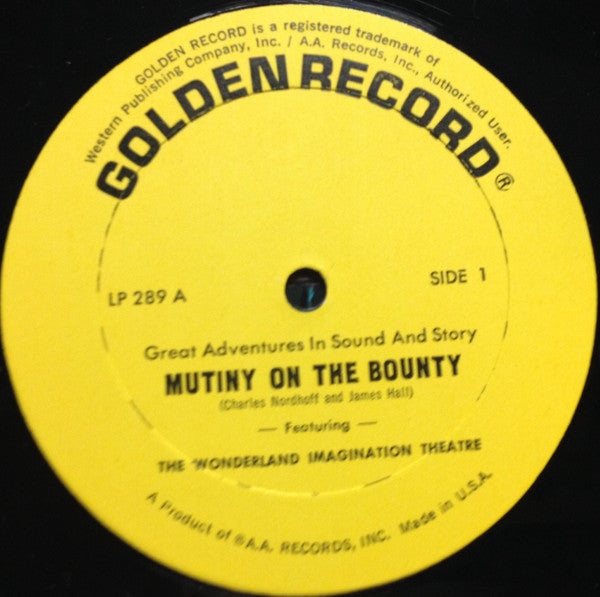 GOLDEN RECORD is a registered trademark of
Western Publishing Company, Inc. / A.A. Records, Inc., Authorized User.
GOLDEN RECORD®
LP 289 A
SIDE 1
Great Adventures In Sound And Story
MUTINY ON THE BOUNTY
(Charles Nordhoff and James Hall)
— Featuring —
THE WONDERLAND IMAGINATION THEATRE
A Product of ®A.A. RECORDS, INC. Made in U.S.A.